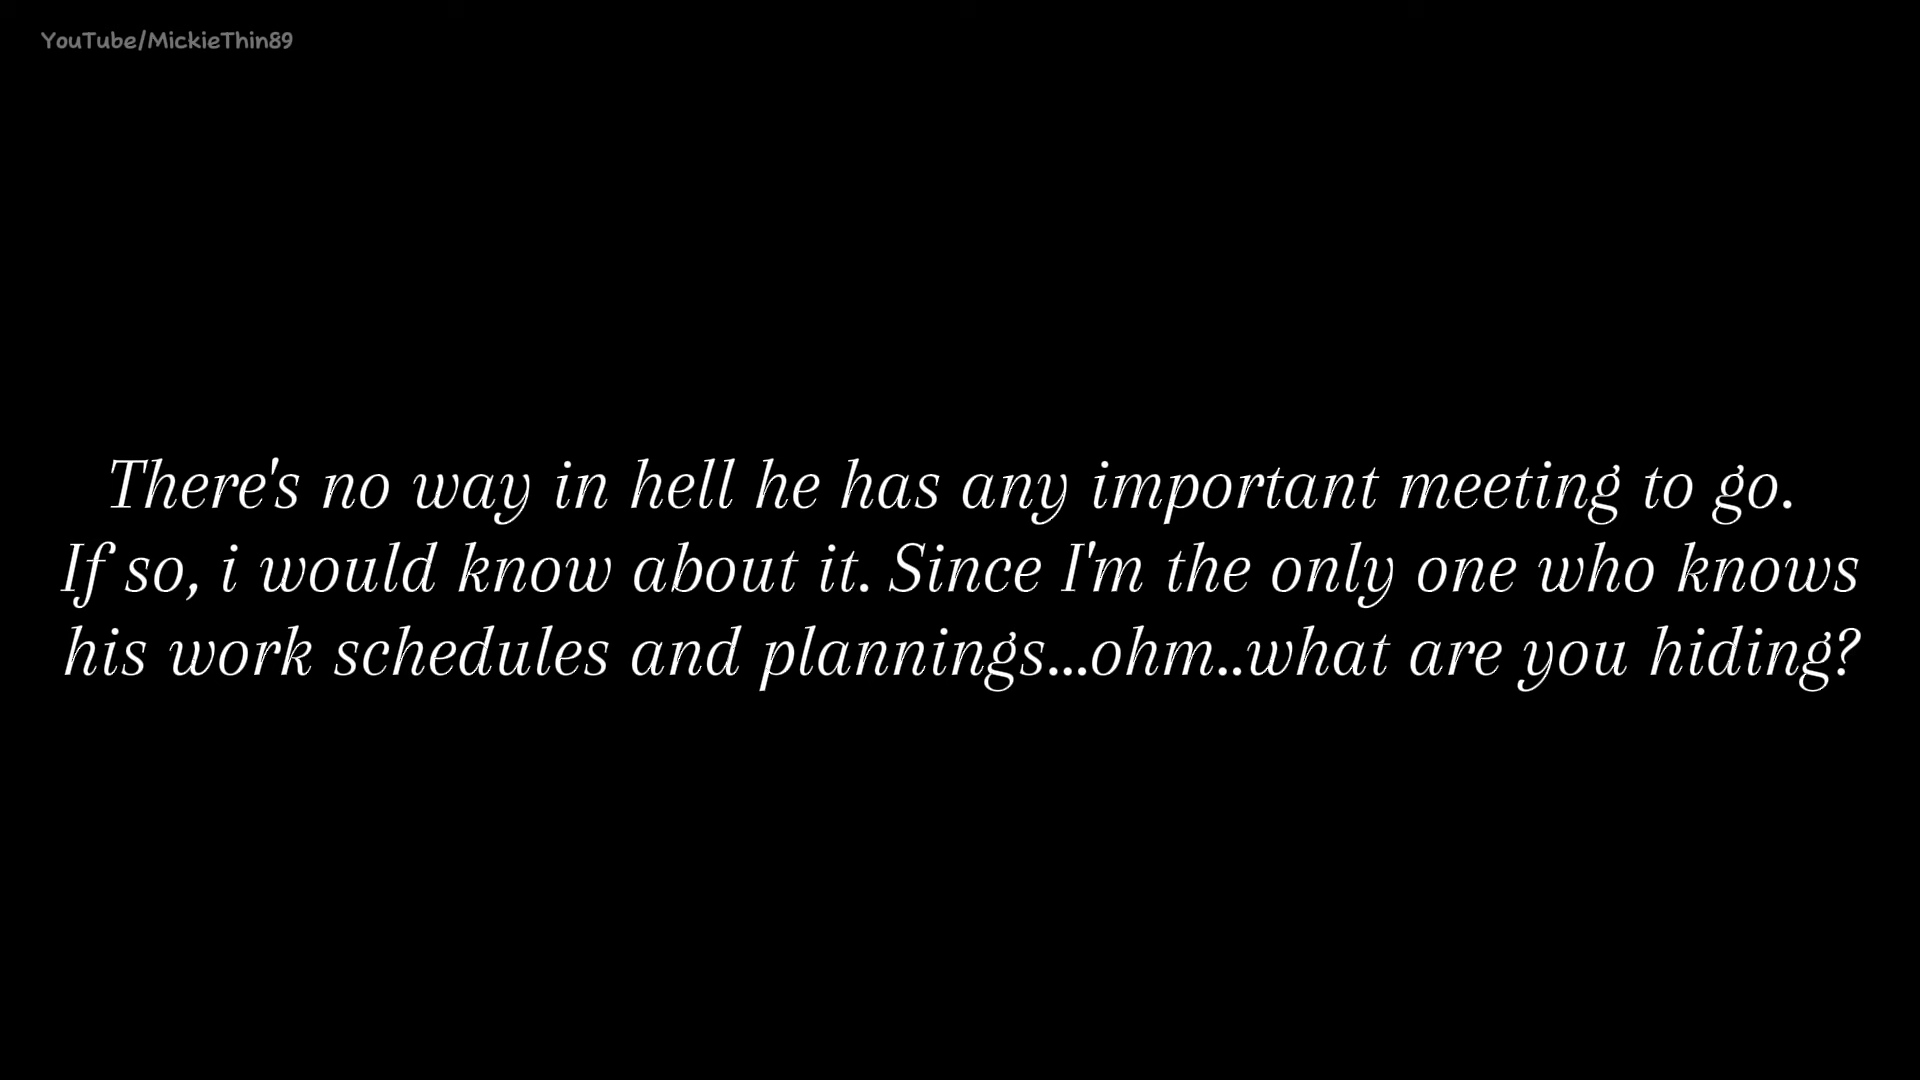 YouTube/MickieThin89
There's no way in hell he has any important meeting to go.
If so, i would know about it. Since I'm the only one who knows
his work schedules and plannings...ohm..what are you hiding?